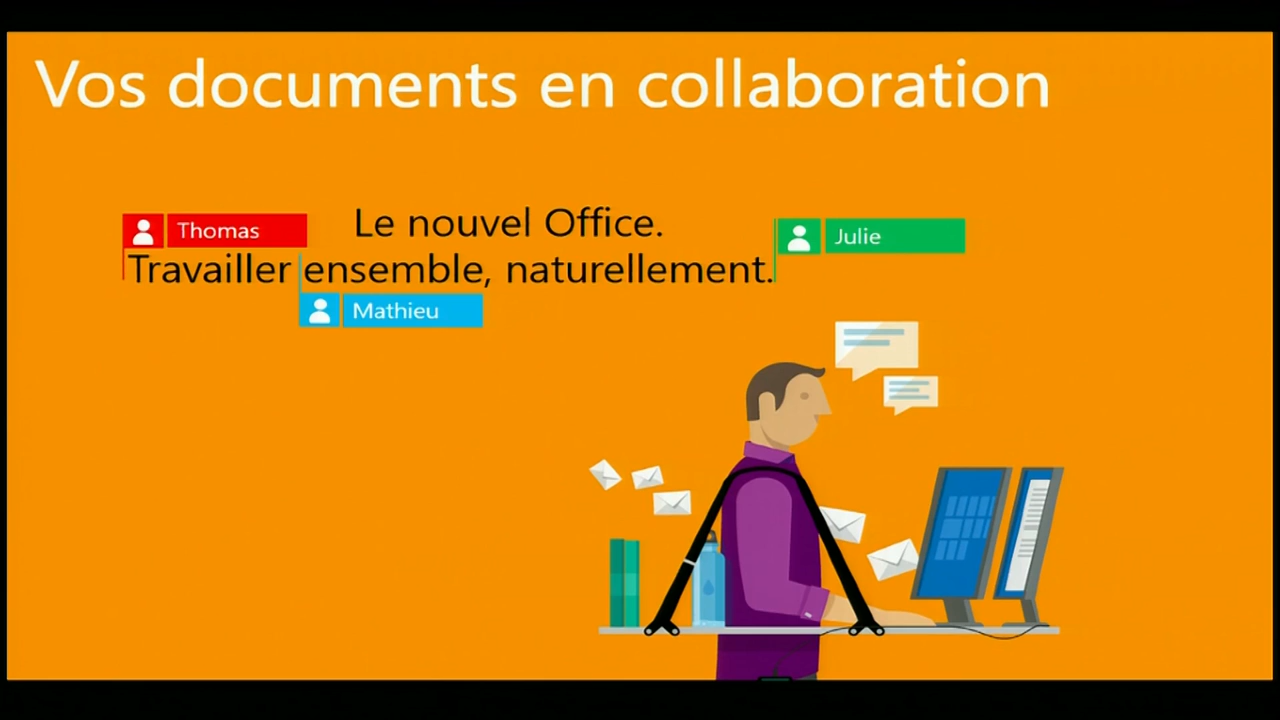 Vos documents en collaboration
Thomas
Le nouvel Office.
Julie
Travailler ensemble, naturellement.
Mathieu